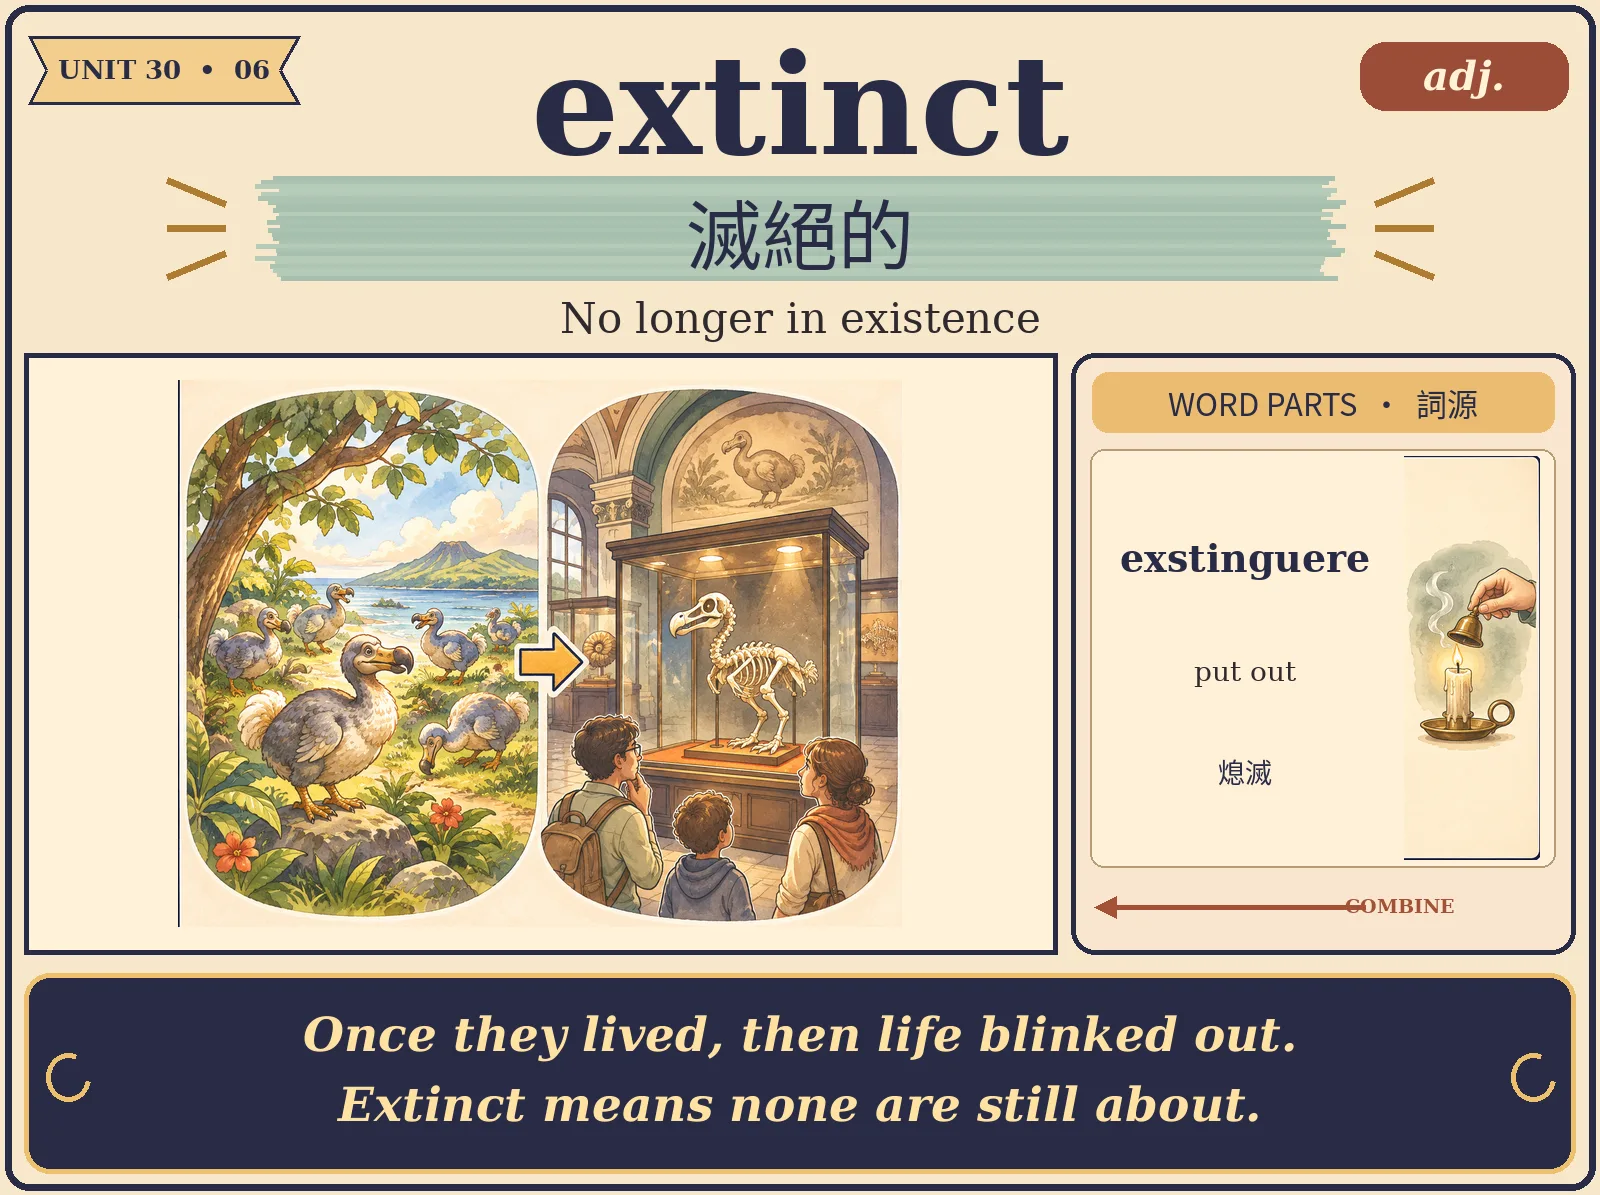 UNIT 30 • 06
extinct
adj.
滅絕的
No longer in existence
WORD PARTS • 詞源
exstinguere
put out
熄滅
COMBINE
Once they lived, then life blinked out.
Extinct means none are still about.